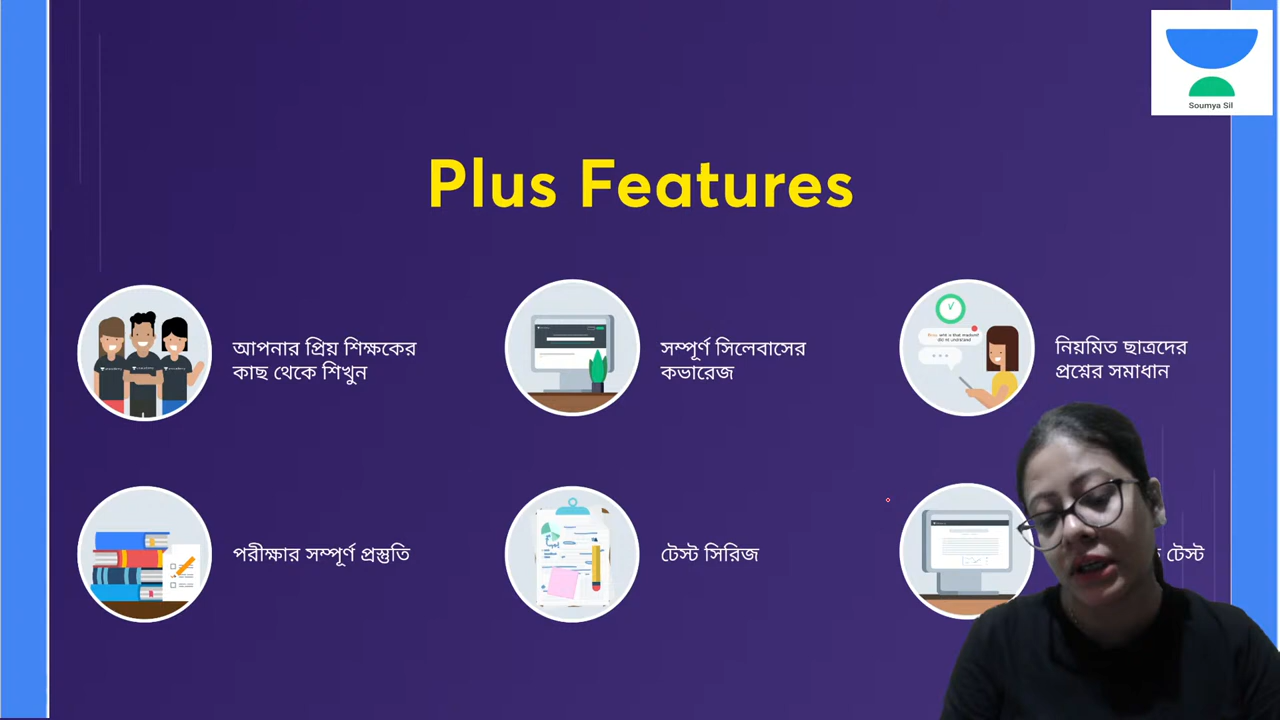 Soumya Sil
Plus Features
আপনার প্রিয় শিক্ষকের
কাছ থেকে শিখুন
সম্পূর্ণ সিলেবাসের
কভারেজ
নিয়মিত ছাত্রদের
প্রশ্নের সমাধান
পরীক্ষার সম্পূর্ণ প্রস্তুতি
টেস্ট সিরিজ
টেস্ট